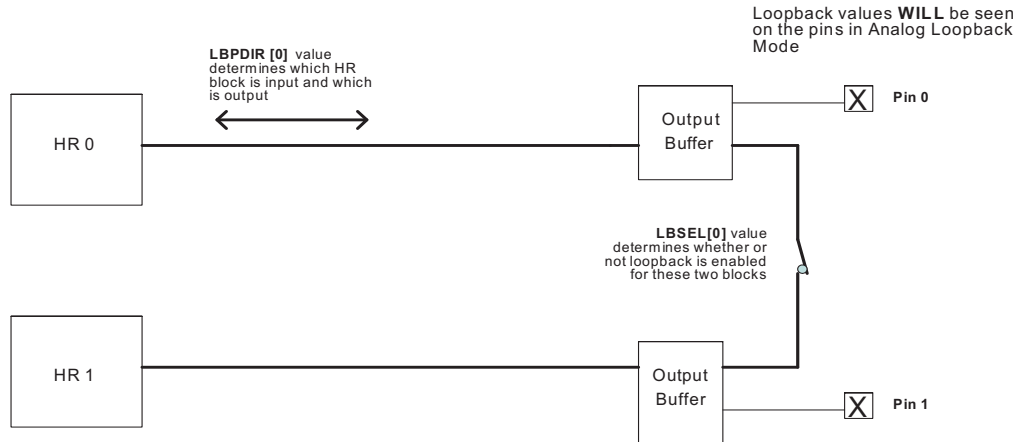 Loopback values WILL be seen
on the pins in Analog Loopback
Mode
LBPDIR [0] value
determines which HR
block is input and which
is output
HR 0
Output
Buffer
X
Pin 0
LBSEL[0] value
determines whether or
not loopback is enabled
for these two blocks
HR 1
Output
Buffer
X
Pin 1